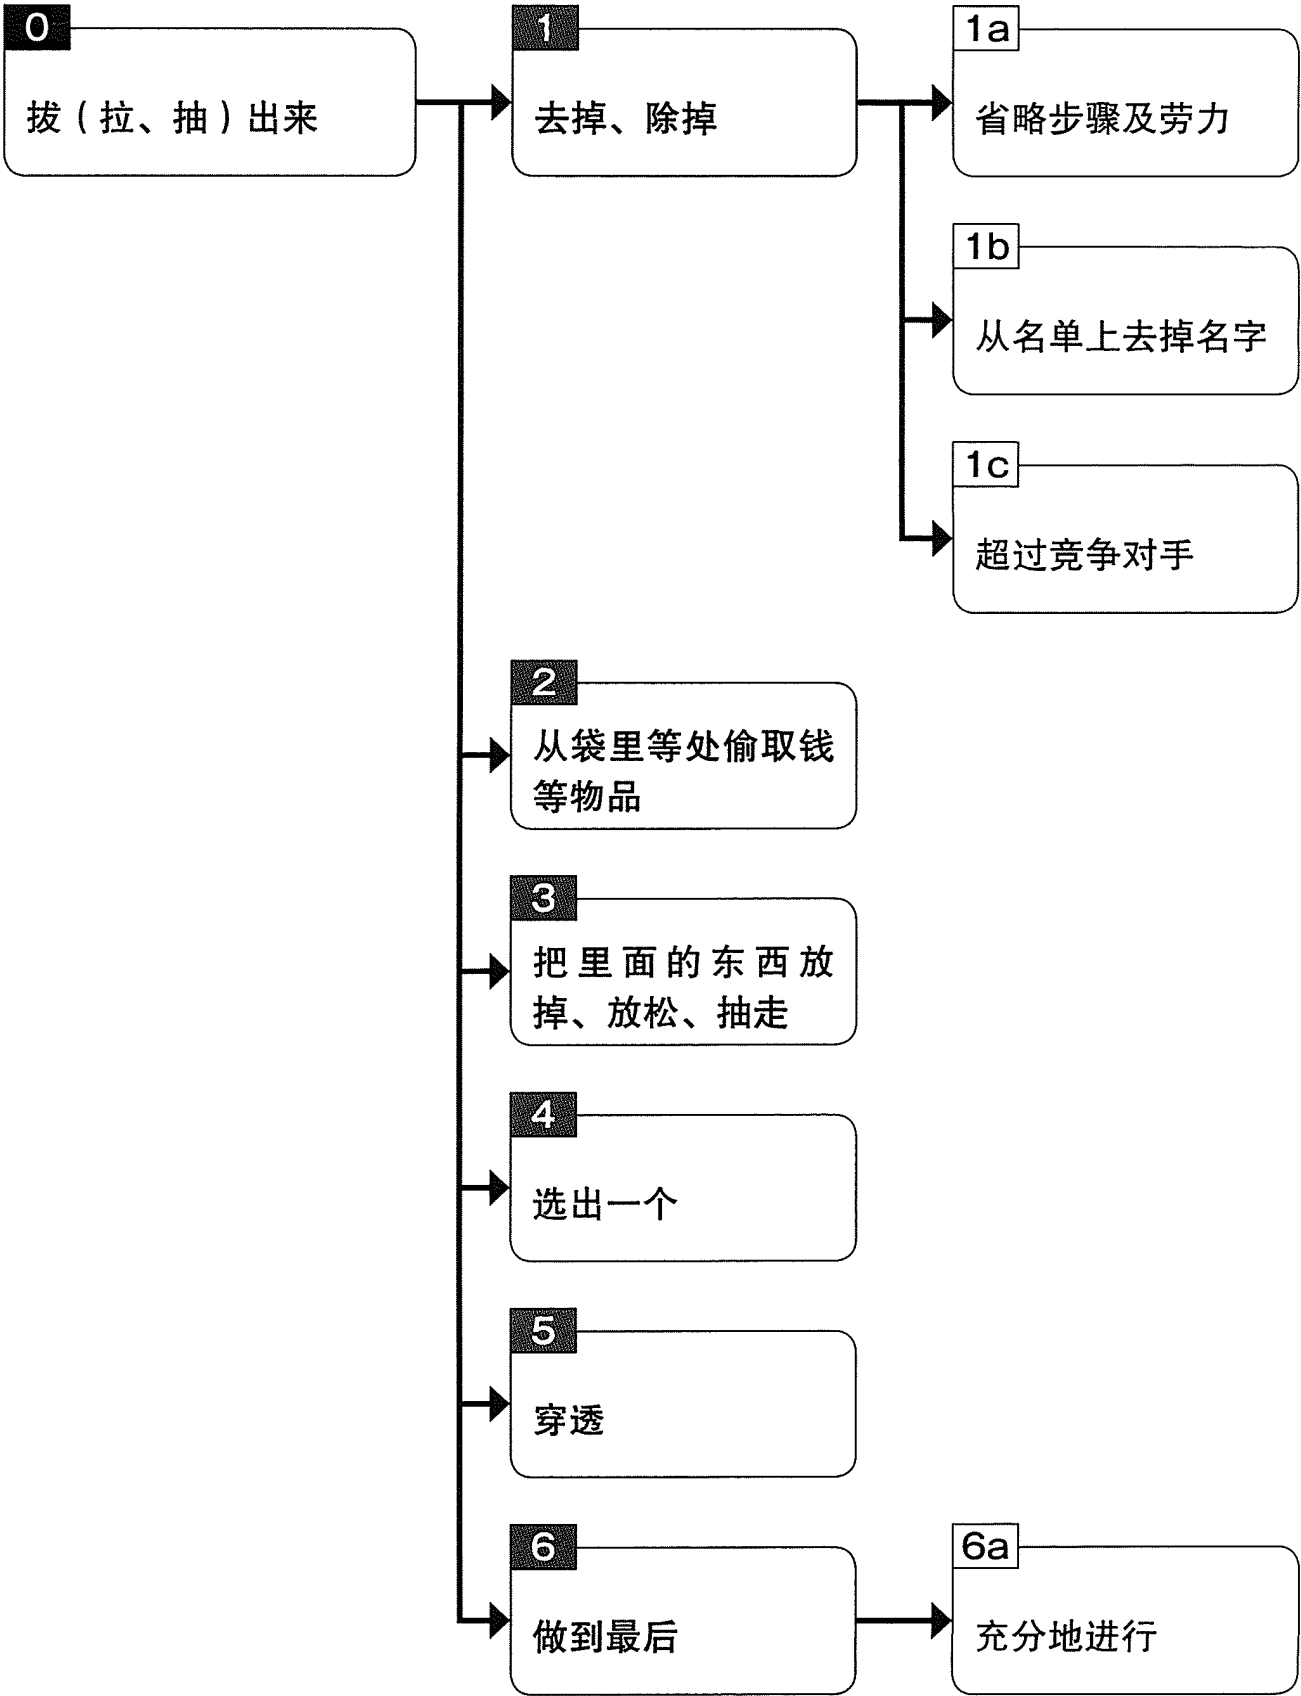 0
拔（拉、抽）出来
1
去掉、除掉
1a
省略步骤及劳力
1b
从名单上去掉名字
1c
超过竞争对手
2
从袋里等处偷取钱
等物品
3
把里面的东西放
掉、放松、抽走
4
选出一个
5
穿透
6
做到最后
6a
充分地进行